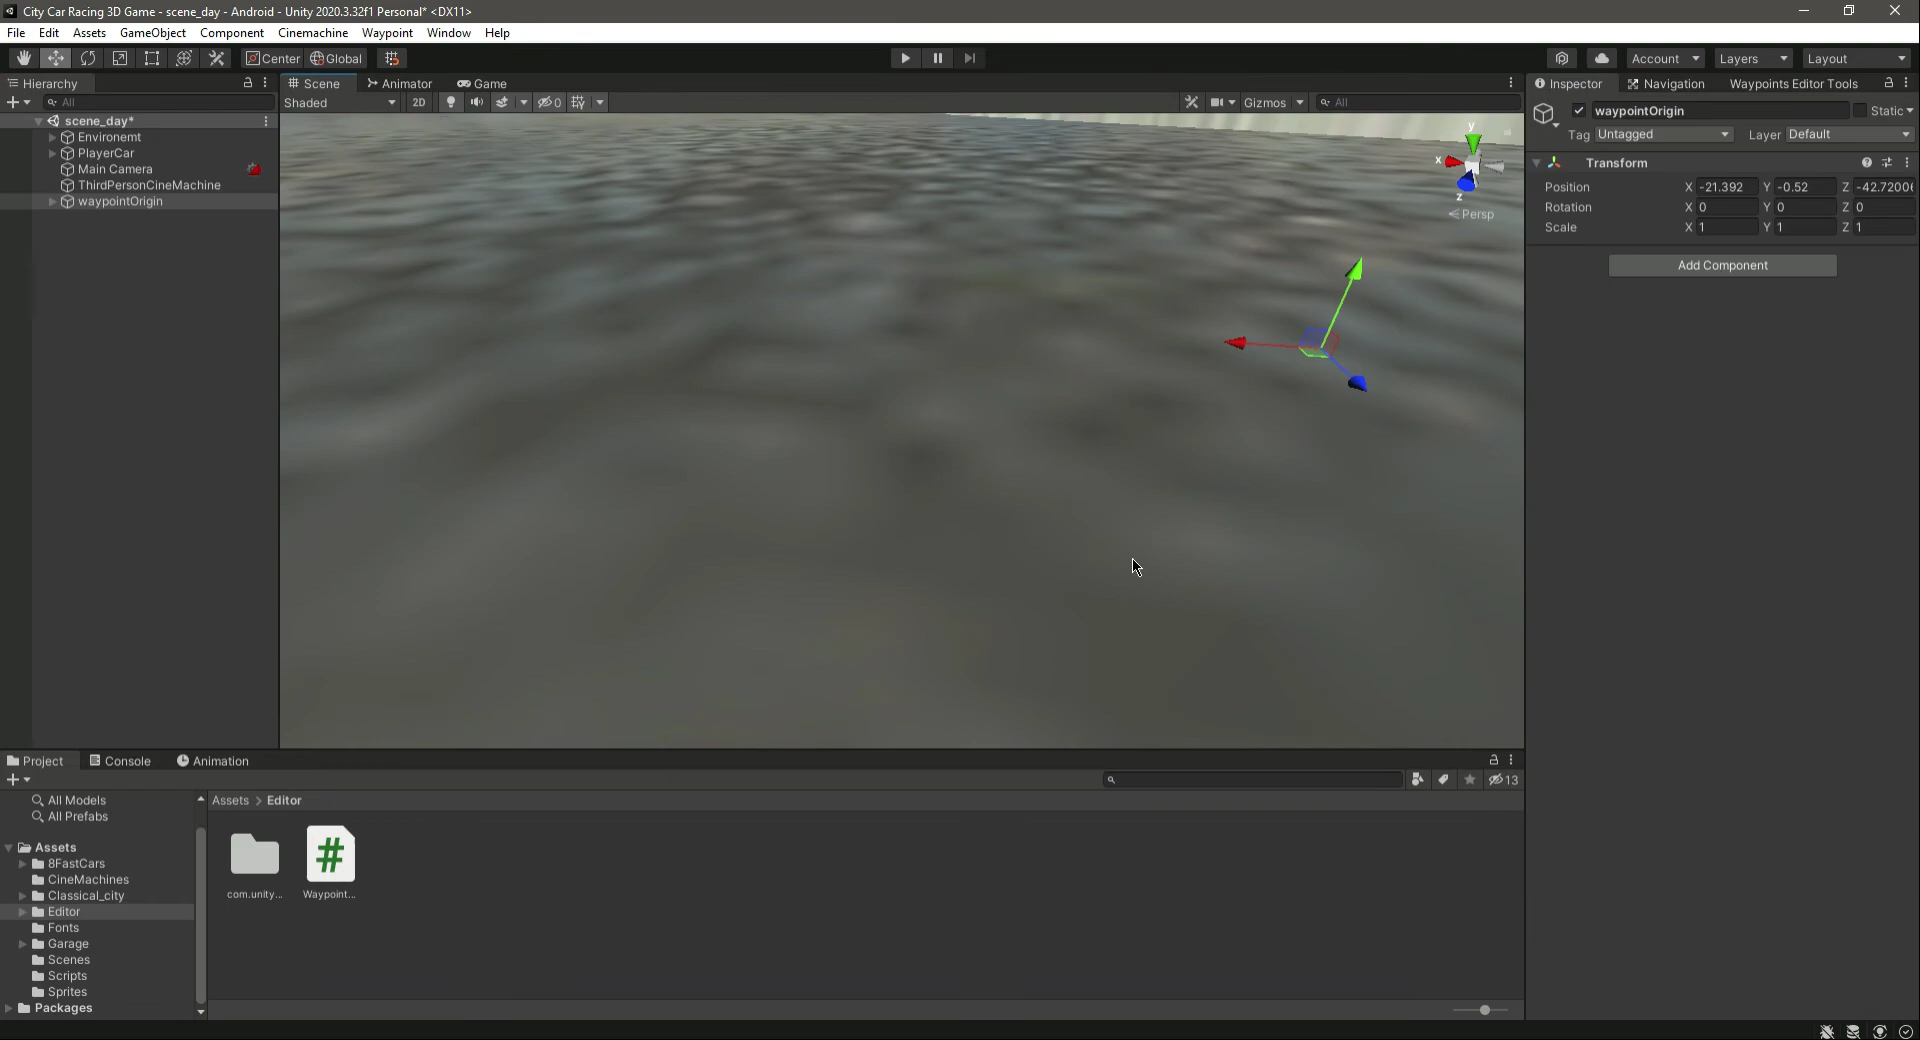 City Car Racing 3D Game - scene_day - Android - Unity 2020.3.32f1 Personal* <DX11>
File Edit Assets GameObject Component Cinemachine Waypoint Window Help
Center Global Account Layers Layout
Hierarchy
All
scene_day*
Environemt
PlayerCar
Main Camera
ThirdPersonCineMachine
waypointOrigin
Scene Animator Game
Shaded 2D 0 Gizmos All
y
x
z
Persp
Inspector Navigation Waypoints Editor Tools
waypointOrigin Static
Tag Untagged Layer Default
Transform
Position X -21.392 Y -0.52 Z -42.7200
Rotation X 0 Y 0 Z 0
Scale X 1 Y 1 Z 1
Add Component
Project Console Animation
13
All Models
All Prefabs
Assets
8FastCars
CineMachines
Classical_city
Editor
Fonts
Garage
Scenes
Scripts
Sprites
Packages
Assets > Editor
#
com.unity... Waypoint...